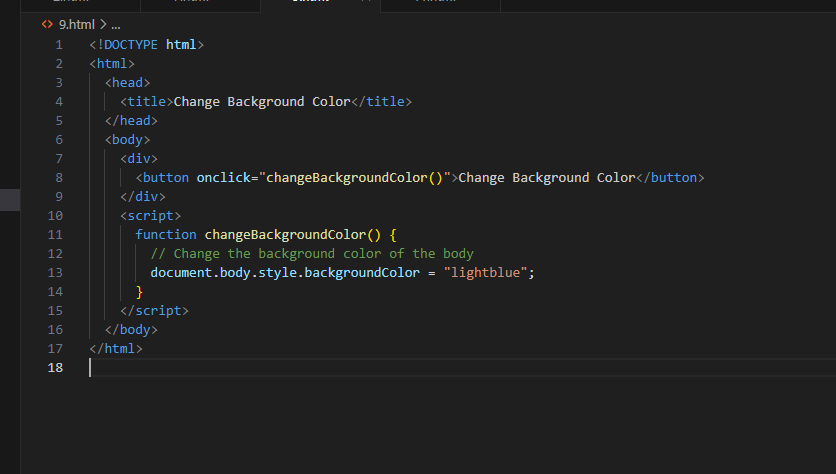 9.html > ...
1 <!DOCTYPE html>
2 <html>
3 <head>
4 <title>Change Background Color</title>
5 </head>
6 <body>
7 <div>
8 <button onclick="changeBackgroundColor()">Change Background Color</button>
9 </div>
10 <script>
11 function changeBackgroundColor() {
12 // Change the background color of the body
13 document.body.style.backgroundColor = "lightblue";
14 }
15 </script>
16 </body>
17 </html>
18